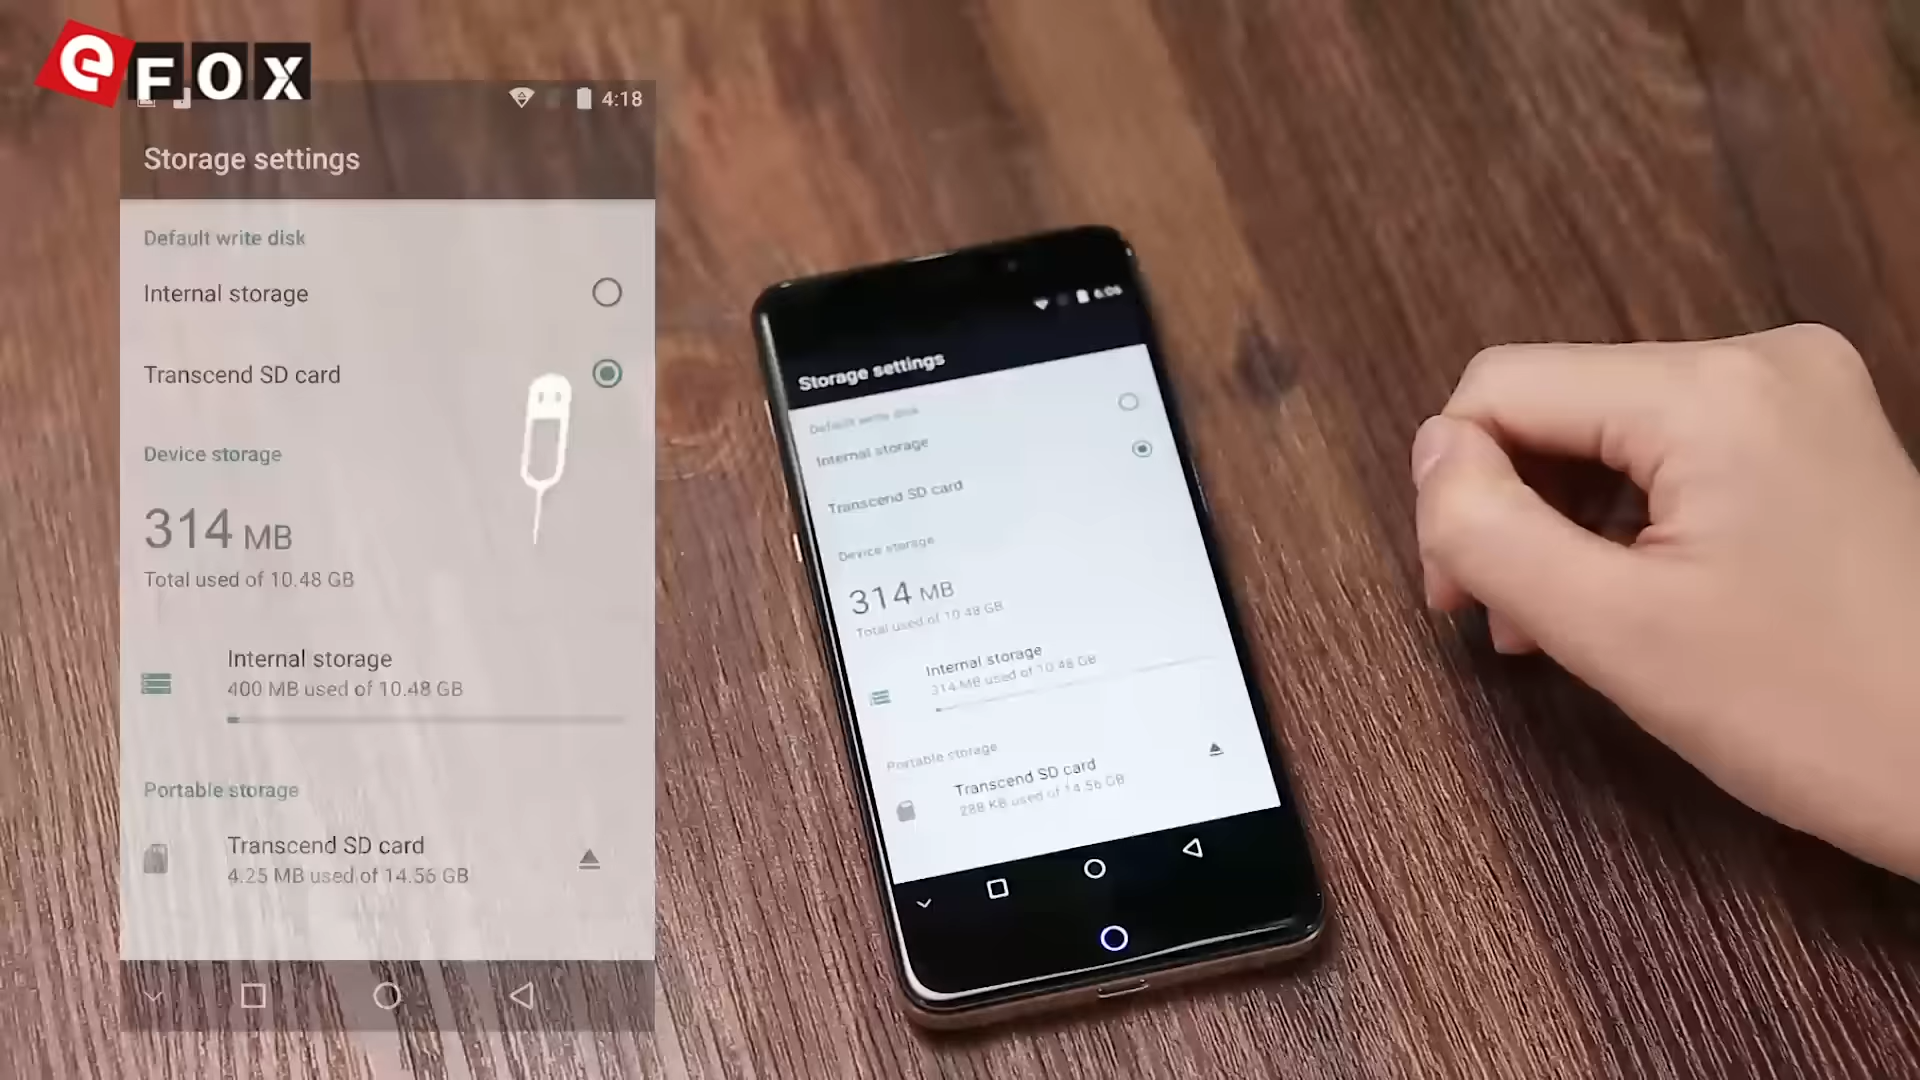 eFOX
4:18
Storage settings
Default write disk
Internal storage
Transcend SD card
Device storage
314 MB
Total used of 10.48 GB
Internal storage
400 MB used of 10.48 GB
Portable storage
Transcend SD card
4.25 MB used of 14.56 GB
6:06
Storage settings
Default write disk
Internal storage
Transcend SD card
Device storage
314 MB
Total used of 10.48 GB
Internal storage
314 MB used of 10.48 GB
Portable storage
Transcend SD card
288 KB used of 14.56 GB